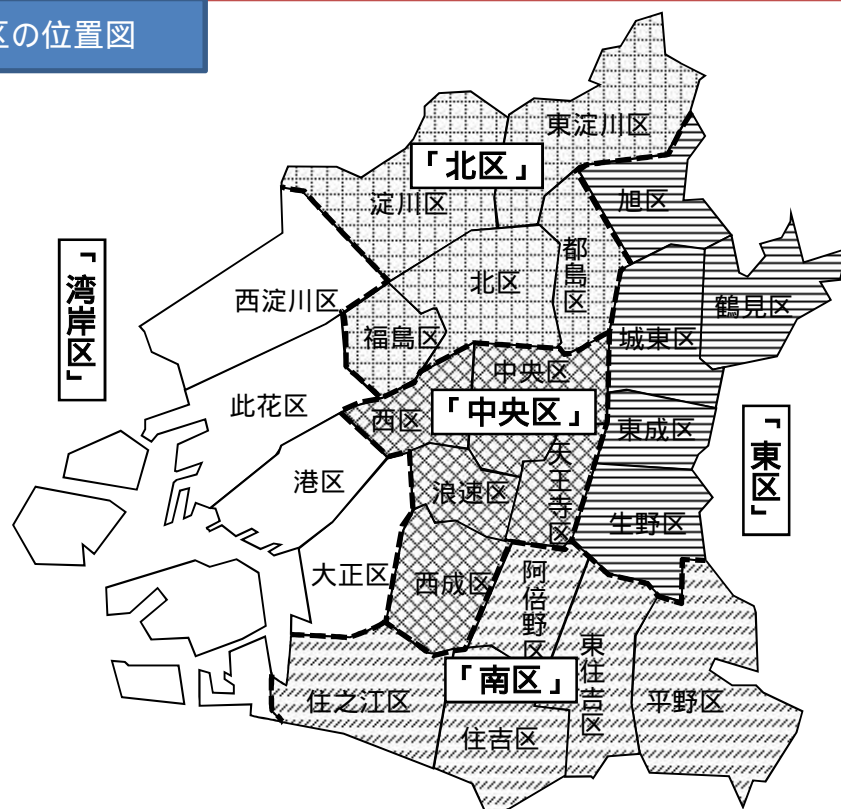 区の位置図
東淀川区
「 北区 」
淀川区
旭区
都島区
北区
西淀川区
「湾岸区」
鶴見区
福島区
城東区
中央区
此花区
西区
「 中央区 」
東成区
「東区」
天王寺区
港区
浪速区
生野区
大正区
西成区
阿倍野区
東住吉区
「 南区 」
住之江区
平野区
住吉区